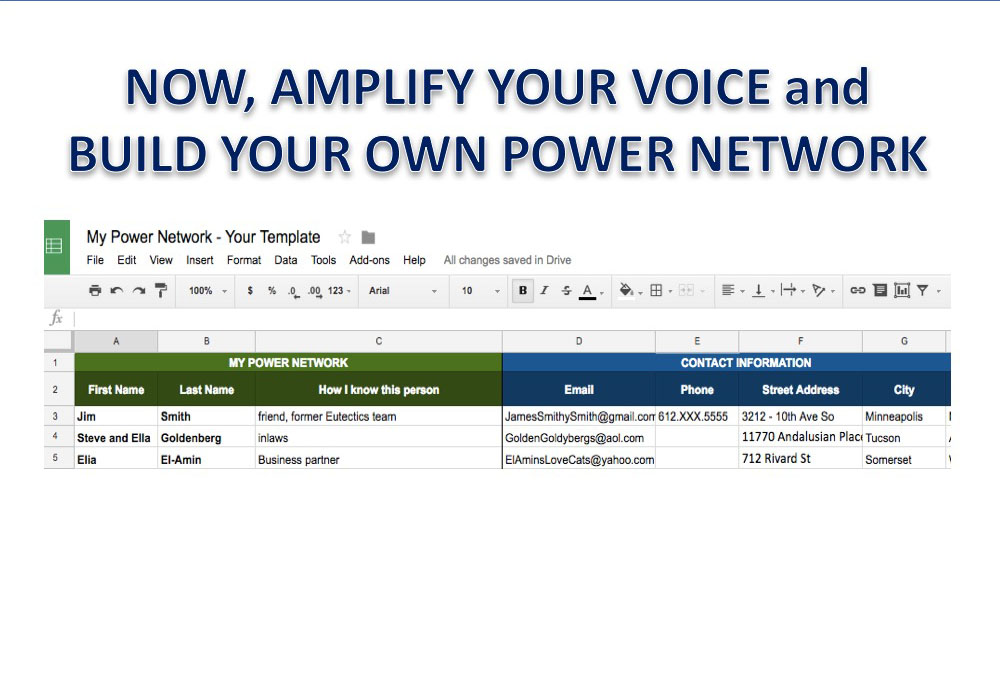 NOW, AMPLIFY YOUR VOICE and
BUILD YOUR OWN POWER NETWORK
My Power Network - Your Template
File Edit View Insert Format Data Tools Add-ons Help All changes saved in Drive
100% $ % .0 .00 123 Arial 10 B I S A
fx
A B C D E F G
1 MY POWER NETWORK CONTACT INFORMATION
2 First Name Last Name How I know this person Email Phone Street Address City
3 Jim Smith friend, former Eutectics team JamesSmithySmith@gmail.com 612.XXX.5555 3212 - 10th Ave So Minneapolis
4 Steve and Ella Goldenberg inlaws GoldenGoldybergs@aol.com 11770 Andalusian Place Tucson
5 Elia El-Amin Business partner ElAminsLoveCats@yahoo.com 712 Rivard St Somerset